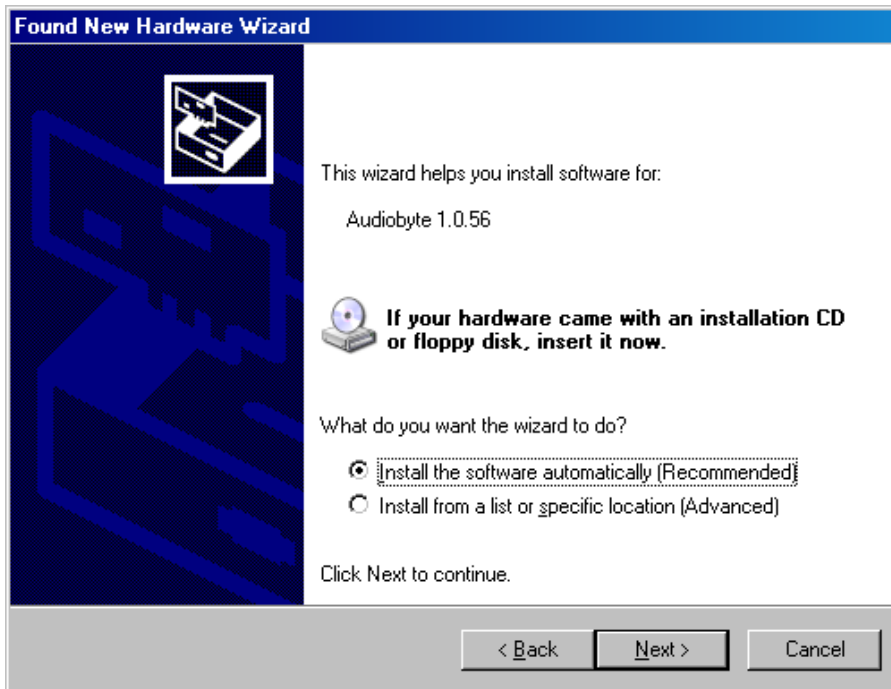 Found New Hardware Wizard
This wizard helps you install software for:
Audiobyte 1.0.56
If your hardware came with an installation CD
or floppy disk, insert it now.
What do you want the wizard to do?
Install the software automatically (Recommended)
Install from a list or specific location (Advanced)
Click Next to continue.
< Back Next > Cancel